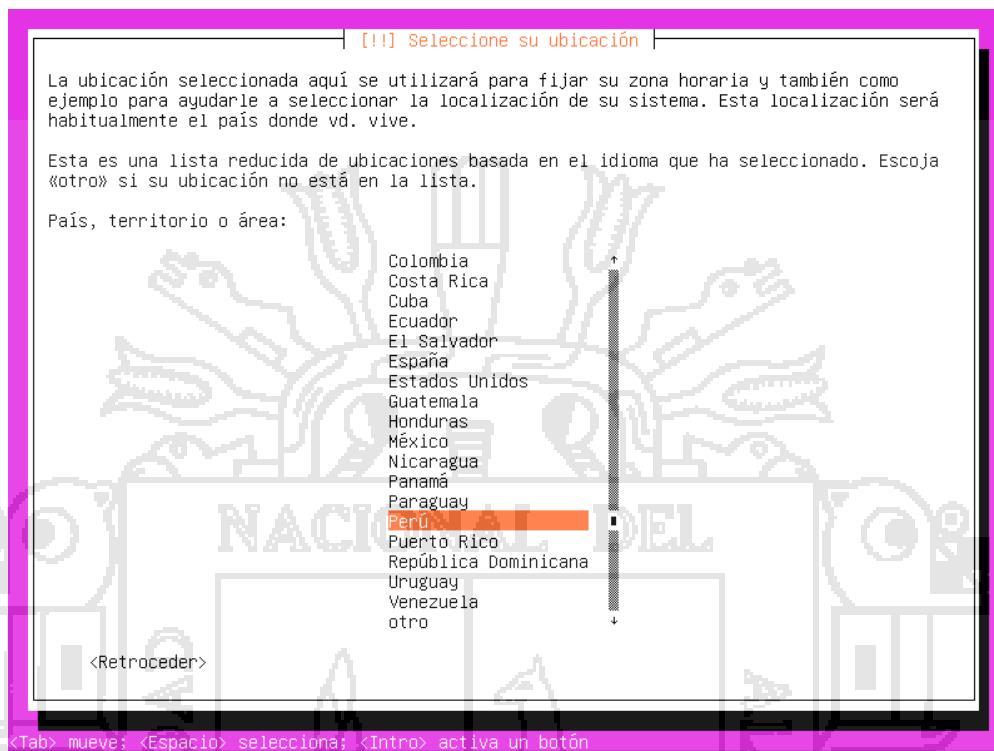 [!!] Seleccione su ubicación
La ubicación seleccionada aquí se utilizará para fijar su zona horaria y también como
ejemplo para ayudarle a seleccionar la localización de su sistema. Esta localización será
habitualmente el país donde vd. vive.
Esta es una lista reducida de ubicaciones basada en el idioma que ha seleccionado. Escoja
«otro» si su ubicación no está en la lista.
País, territorio o área:
Colombia
Costa Rica
Cuba
Ecuador
El Salvador
España
Estados Unidos
Guatemala
Honduras
México
Nicaragua
Panamá
Paraguay
Perú
Puerto Rico
República Dominicana
Uruguay
Venezuela
otro
<Retroceder>
<Tab> mueve; <Espacio> selecciona; <Intro> activa un botón
NACIONAL DEL